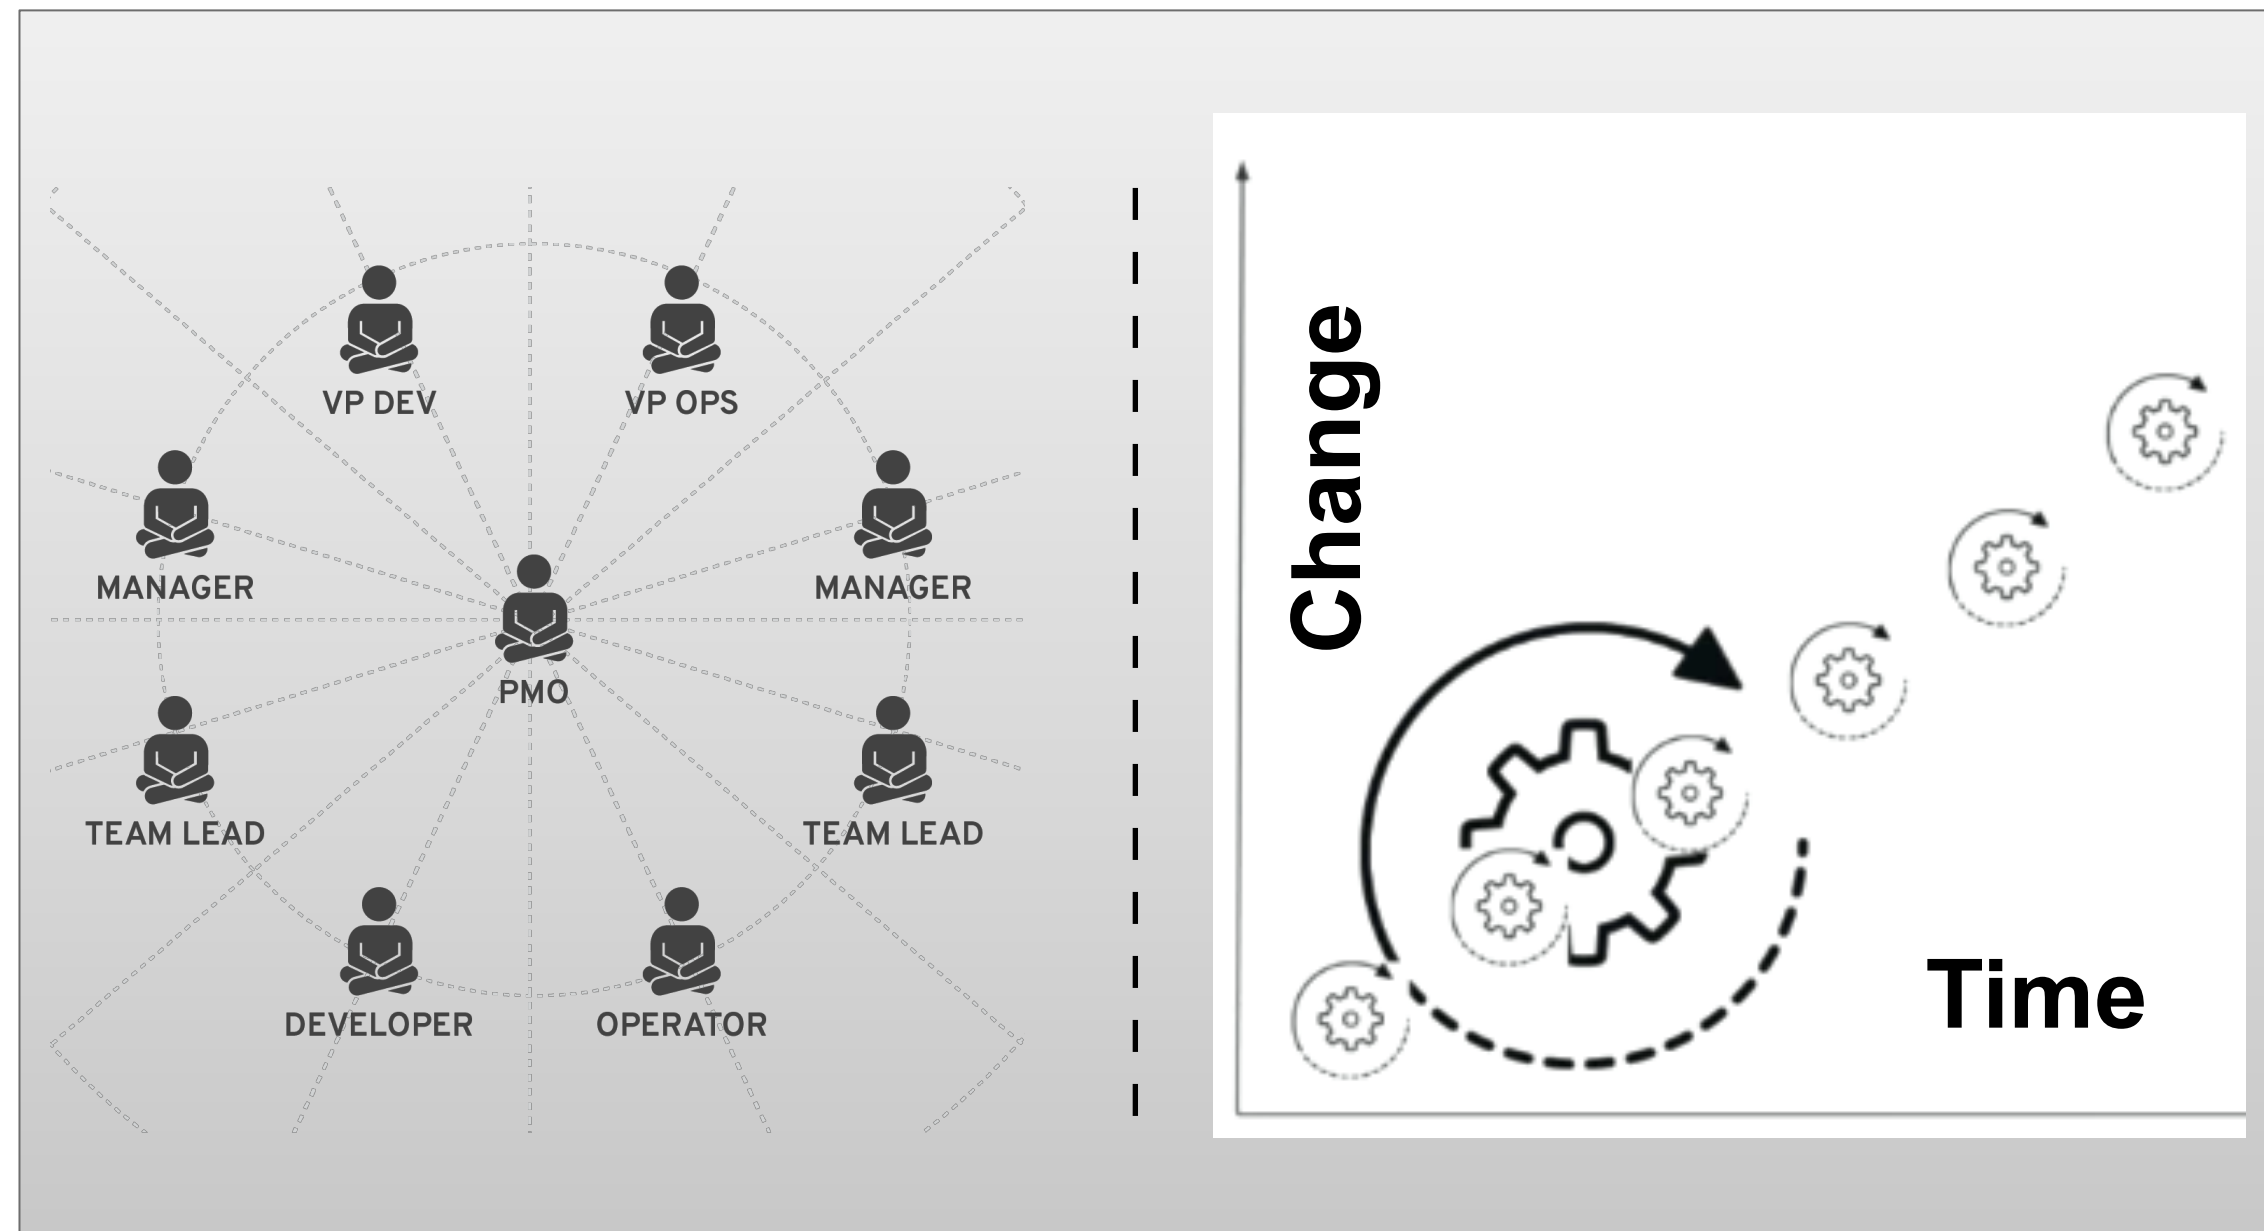 VP DEV
VP OPS
MANAGER
MANAGER
PMO
TEAM LEAD
TEAM LEAD
DEVELOPER
OPERATOR
Change
Time